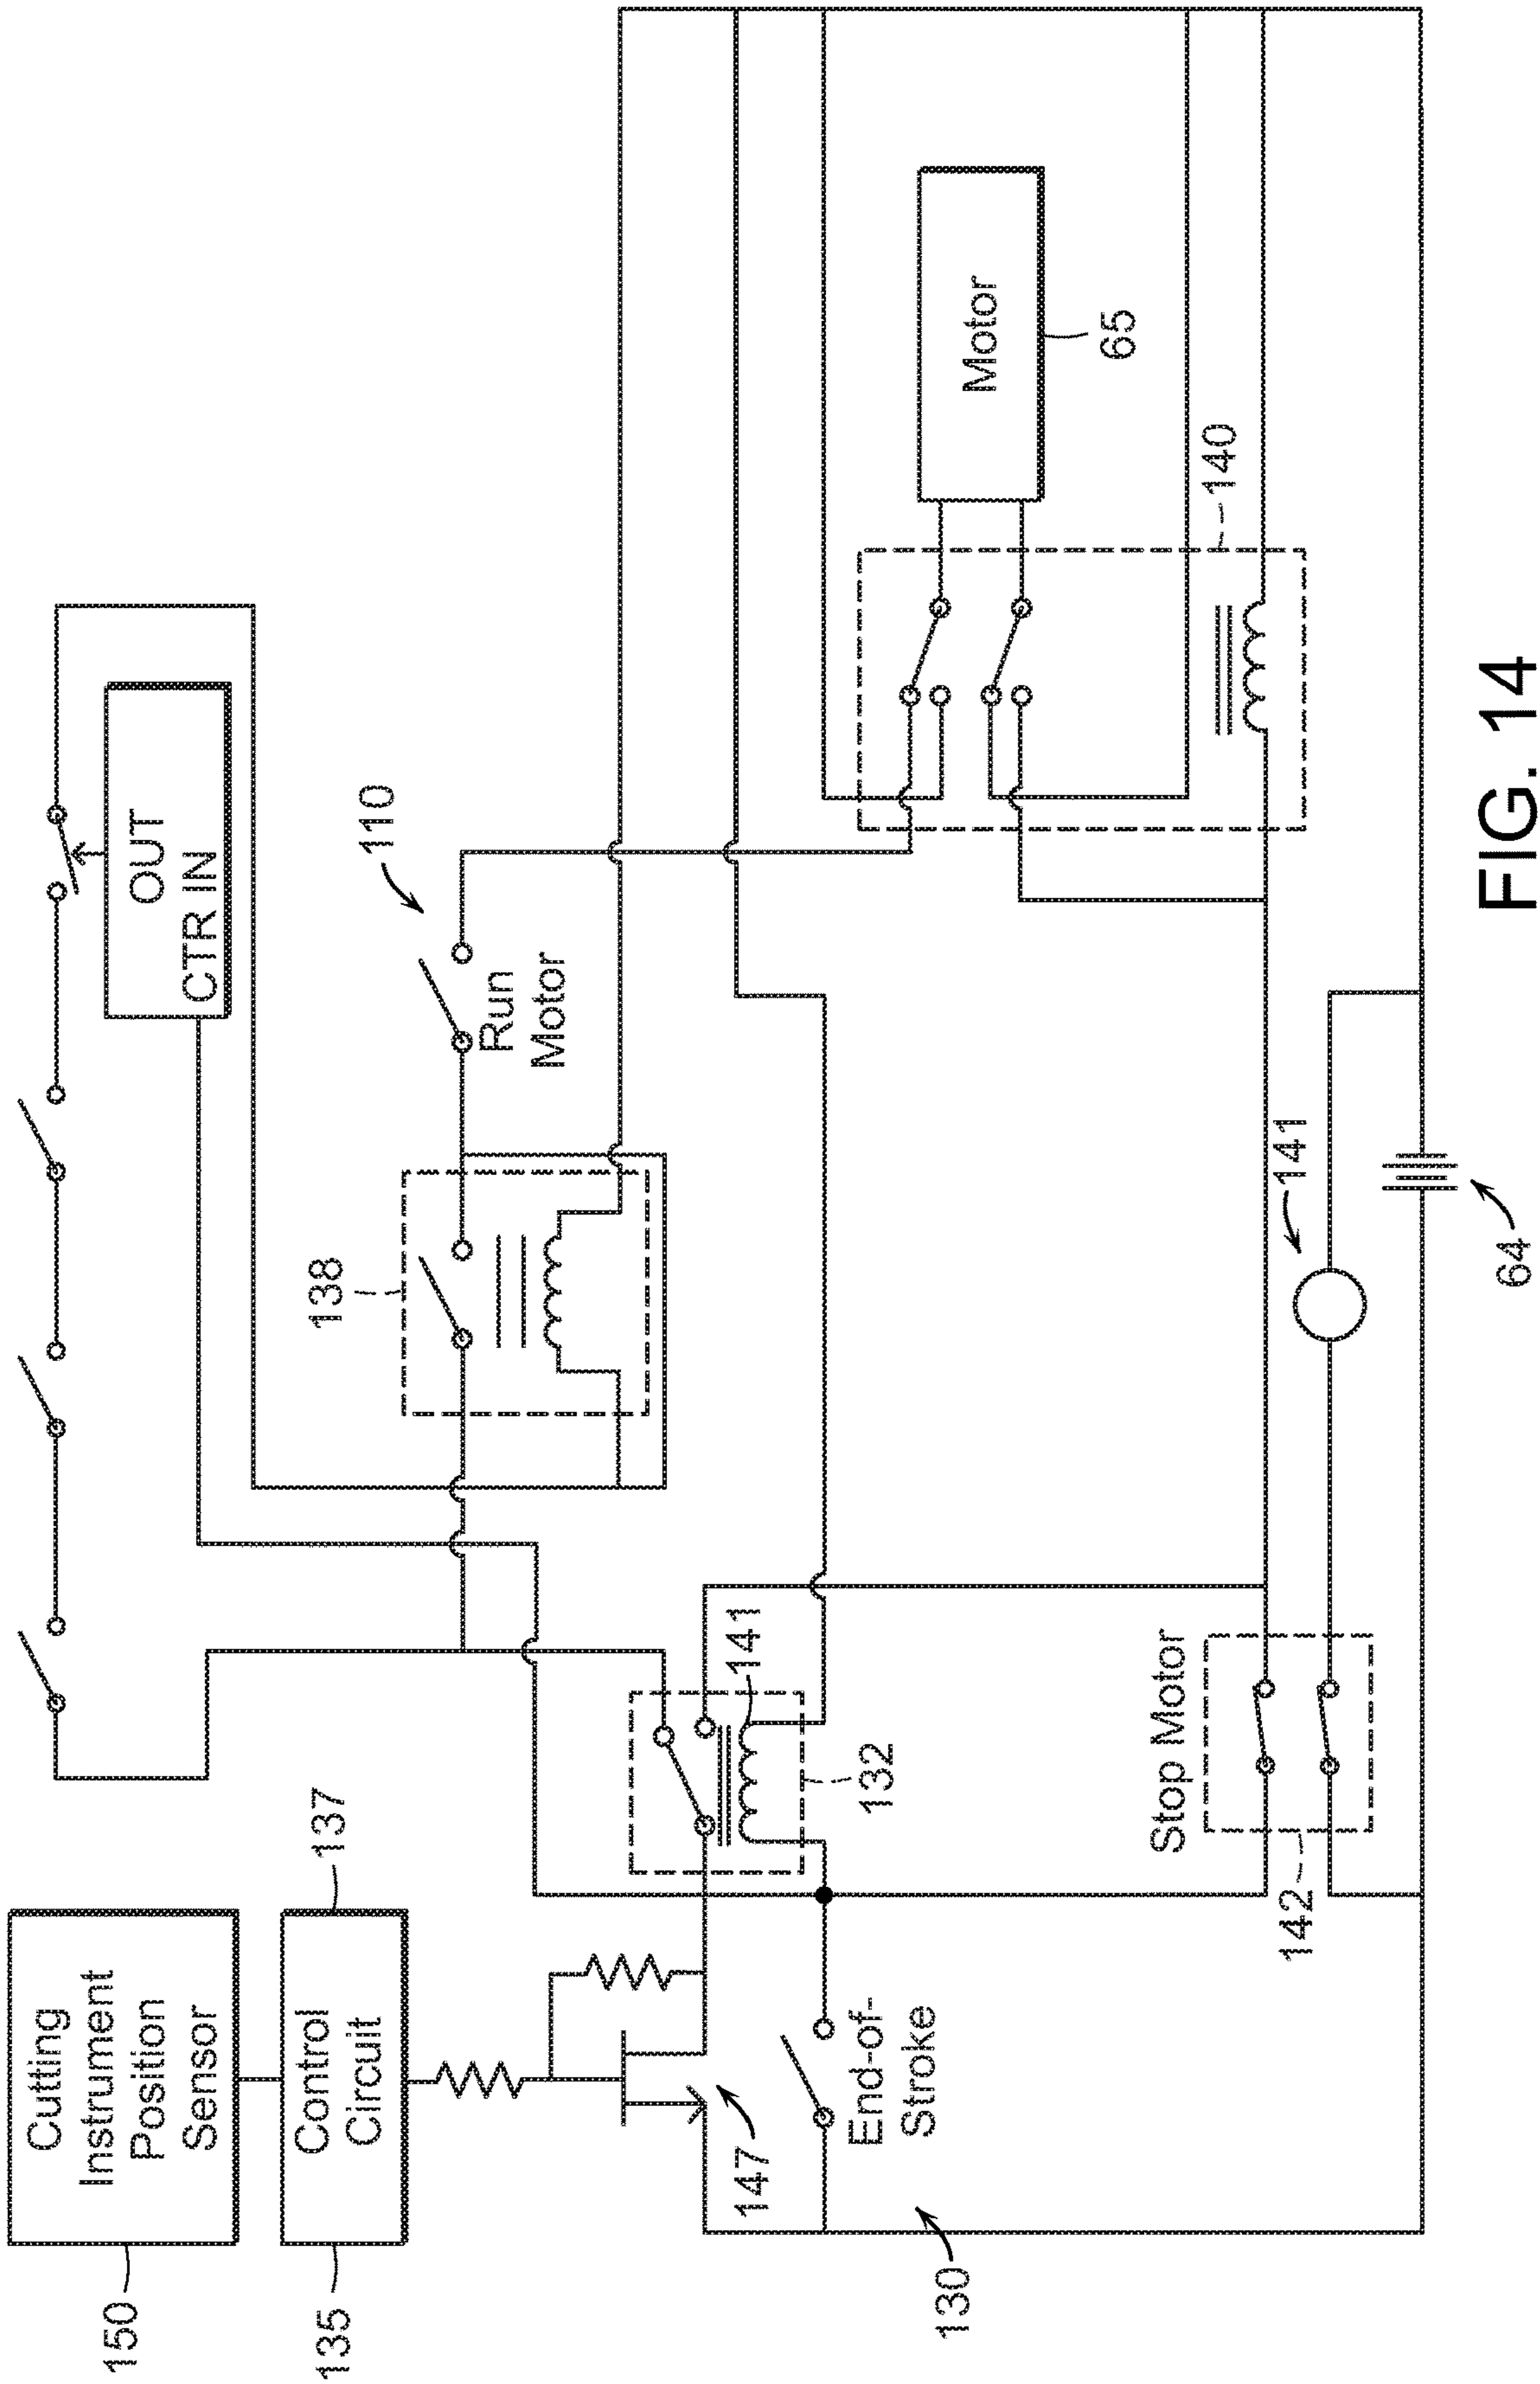 150
Cutting
Instrument
Position
Sensor
135
Control
Circuit
137
147
130
End-of-
Stroke
132
141
142
Stop Motor
138
110
Run
Motor
OUT
CTR IN
141
64
140
Motor
65
FIG. 14